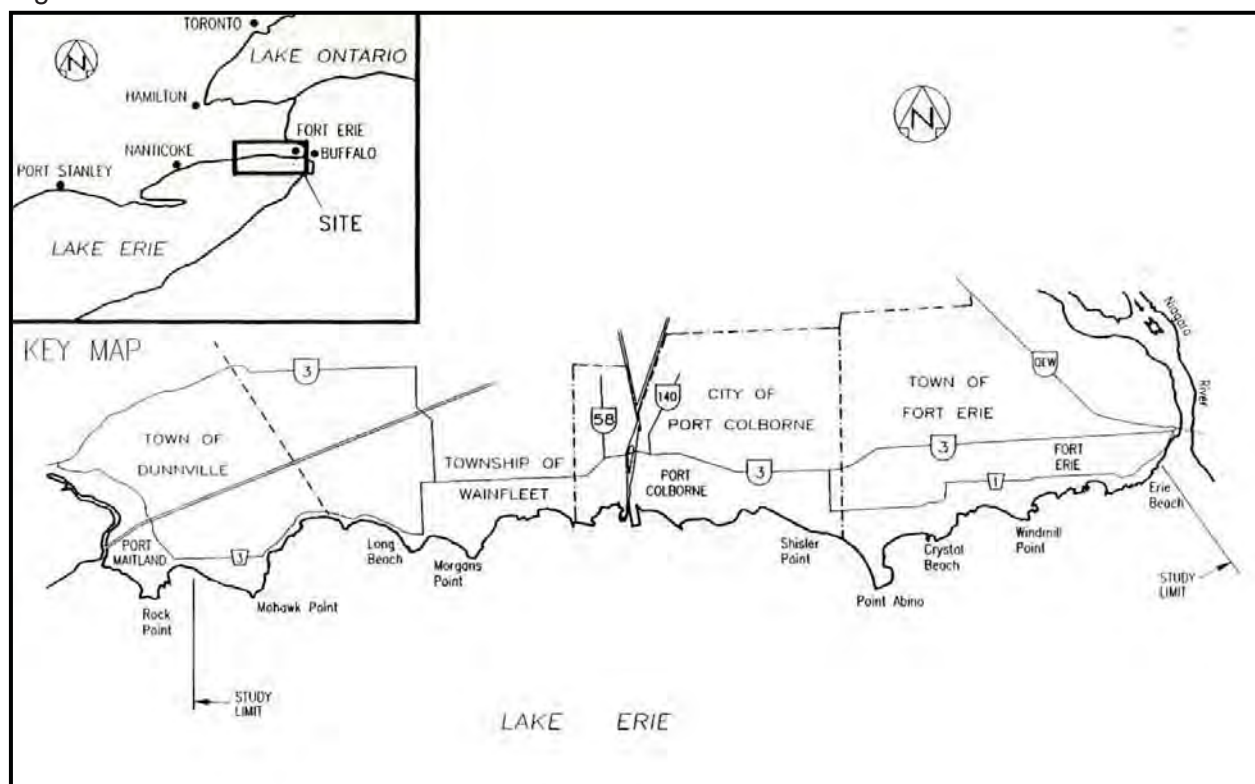 TORONTO
LAKE ONTARIO
N
HAMILTON
FORT ERIE
NANTICOKE
BUFFALO
PORT STANLEY
SITE
LAKE ERIE
KEY MAP
N
Niagara
River
3
QEW
TOWN OF
DUNNVILLE
58
140
CITY OF
PORT COLBORNE
TOWN OF
FORT ERIE
3
TOWNSHIP OF
WAINFLEET
PORT
COLBORNE
3
FORT
ERIE
1
Erie
Beach
PORT
MAITLAND
3
Long
Beach
Morgans
Point
Shisler
Point
Crystal
Beach
Windmill
Point
STUDY
LIMIT
Rock
Point
Mohawk Point
Point Abino
STUDY
LIMIT
LAKE ERIE